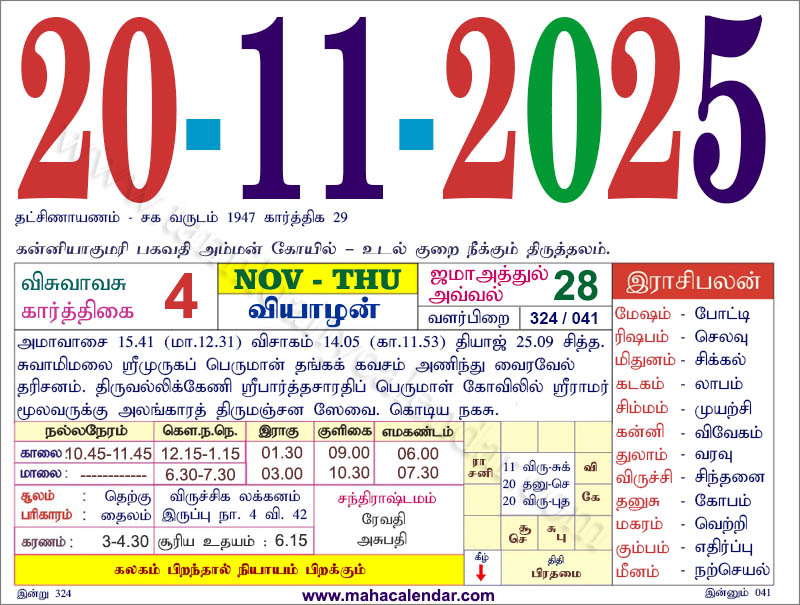 20-11-2025
தட்சிணாயணம் - சக வருடம் 1947 கார்த்திக 29
கன்னியாகுமரி பகவதி அம்மன் கோயில் – உடல் குறை நீக்கும் திருத்தலம்.
விசுவாவசு
கார்த்திகை 4
NOV - THU
வியாழன்
ஜமாஅத்துல்
அவ்வல் 28
வளர்பிறை 324 / 041
அமாவாசை 15.41 (மா.12.31) விசாகம் 14.05 (கா.11.53) தியாஜ் 25.09 சித்த.
சுவாமிமலை ஸ்ரீமுருகப் பெருமான் தங்கக் கவசம் அணிந்து வைரவேல்
தரிசனம். திருவல்லிக்கேணி ஸ்ரீபார்த்தசாரதிப் பெருமாள் கோவிலில் ஸ்ரீராமர்
மூலவருக்கு அலங்காரத் திருமஞ்சன ஸேவை. கொடிய நகசு.
நல்லநேரம் கௌ.ந.நெ. இராகு குளிகை எமகண்டம்
காலை: 10.45-11.45 12.15-1.15 01.30 09.00 06.00
மாலை: ------------ 6.30-7.30 03.00 10.30 07.30
சூலம் : தெற்கு
பரிகாரம் : தைலம்
விருச்சிக லக்கனம்
இருப்பு நா. 4 வி. 42
சந்திராஷ்டமம்
ரேவதி
அசுபதி
கரணம்: 3-4.30 சூரிய உதயம் : 6.15
கலகம் பிறந்தால் நியாயம் பிறக்கும்
ரா
சனி
11 விரு-சுக்
20 தனு-செ
20 விரு-புத
வி
கே
சூ
செ
சு
பு
கீழ்
திதி
பிரதமை
இராசிபலன்
மேஷம் - போட்டி
ரிஷபம் - செலவு
மிதுனம் - சிக்கல்
கடகம் - லாபம்
சிம்மம் - முயற்சி
கன்னி - விவேகம்
துலாம் - வரவு
விருச்சி - சிந்தனை
தனுசு - கோபம்
மகரம் - வெற்றி
கும்பம் - எதிர்ப்பு
மீனம் - நற்செயல்
இன்று 324
www.mahacalendar.com
இன்னும் 041